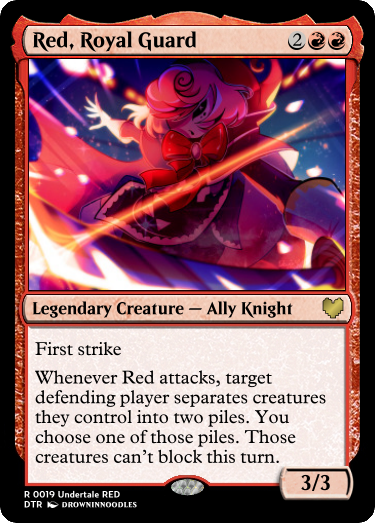 Red, Royal Guard 2
Legendary Creature — Ally Knight
First strike
Whenever Red attacks, target
defending player separates creatures
they control into two piles. You
choose one of those piles. Those
creatures can't block this turn.
3/3
R 0019 Undertale RED
DTR DROWNINNOODLES